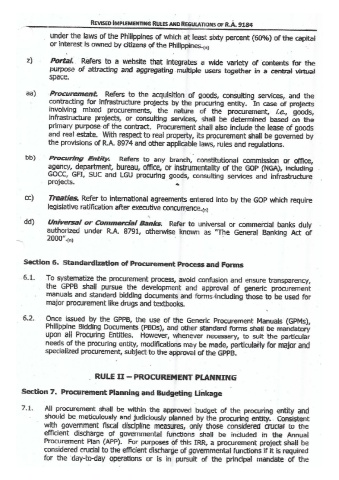 REVISED IMPLEMENTING RULES AND REGULATIONS OF R.A. 9184
under the laws of the Philippines of which at least sixty percent (60%) of the capital
or interest is owned by citizens of the Philippines.(n)
z) Portal. Refers to a website that integrates a wide variety of contents for the
purpose of attracting and aggregating multiple users together in a central virtual
space.
aa) Procurement. Refers to the acquisition of goods, consulting services, and the
contracting for infrastructure projects by the procuring entity. In case of projects
involving mixed procurements, the nature of the procurement, i.e., goods,
infrastructure projects, or consulting services, shall be determined based on the
primary purpose of the contract. Procurement shall also include the lease of goods
and real estate. With respect to real property, its procurement shall be governed by
the provisions of R.A. 8974 and other applicable laws, rules and regulations.
bb) Procuring Entity. Refers to any branch, constitutional commission or office,
agency, department, bureau, office, or instrumentality of the GOP (NGA), including
GOCC, GFI, SUC and LGU procuring goods, consulting services and infrastructure
projects.
cc) Treaties. Refer to international agreements entered into by the GOP which require
legislative ratification after executive concurrence.(n)
dd) Universal or Commercial Banks. Refer to universal or commercial banks duly
authorized under R.A. 8791, otherwise known as "The General Banking Act of
2000".(n)
Section 6. Standardization of Procurement Process and Forms
6.1. To systematize the procurement process, avoid confusion and ensure transparency,
the GPPB shall pursue the development and approval of generic procurement
manuals and standard bidding documents and forms including those to be used for
major procurement like drugs and textbooks.
6.2. Once issued by the GPPB, the use of the Generic Procurement Manuals (GPMs),
Philippine Bidding Documents (PBDs), and other standard forms shall be mandatory
upon all Procuring Entities. However, whenever necessary, to suit the particular
needs of the procuring entity, modifications may be made, particularly for major and
specialized procurement, subject to the approval of the GPPB.
RULE II – PROCUREMENT PLANNING
Section 7. Procurement Planning and Budgeting Linkage
7.1. All procurement shall be within the approved budget of the procuring entity and
should be meticulously and judiciously planned by the procuring entity. Consistent
with government fiscal discipline measures, only those considered crucial to the
efficient discharge of governmental functions shall be included in the Annual
Procurement Plan (APP). For purposes of this IRR, a procurement project shall be
considered crucial to the efficient discharge of governmental functions if it is required
for the day-to-day operations or is in pursuit of the principal mandate of the